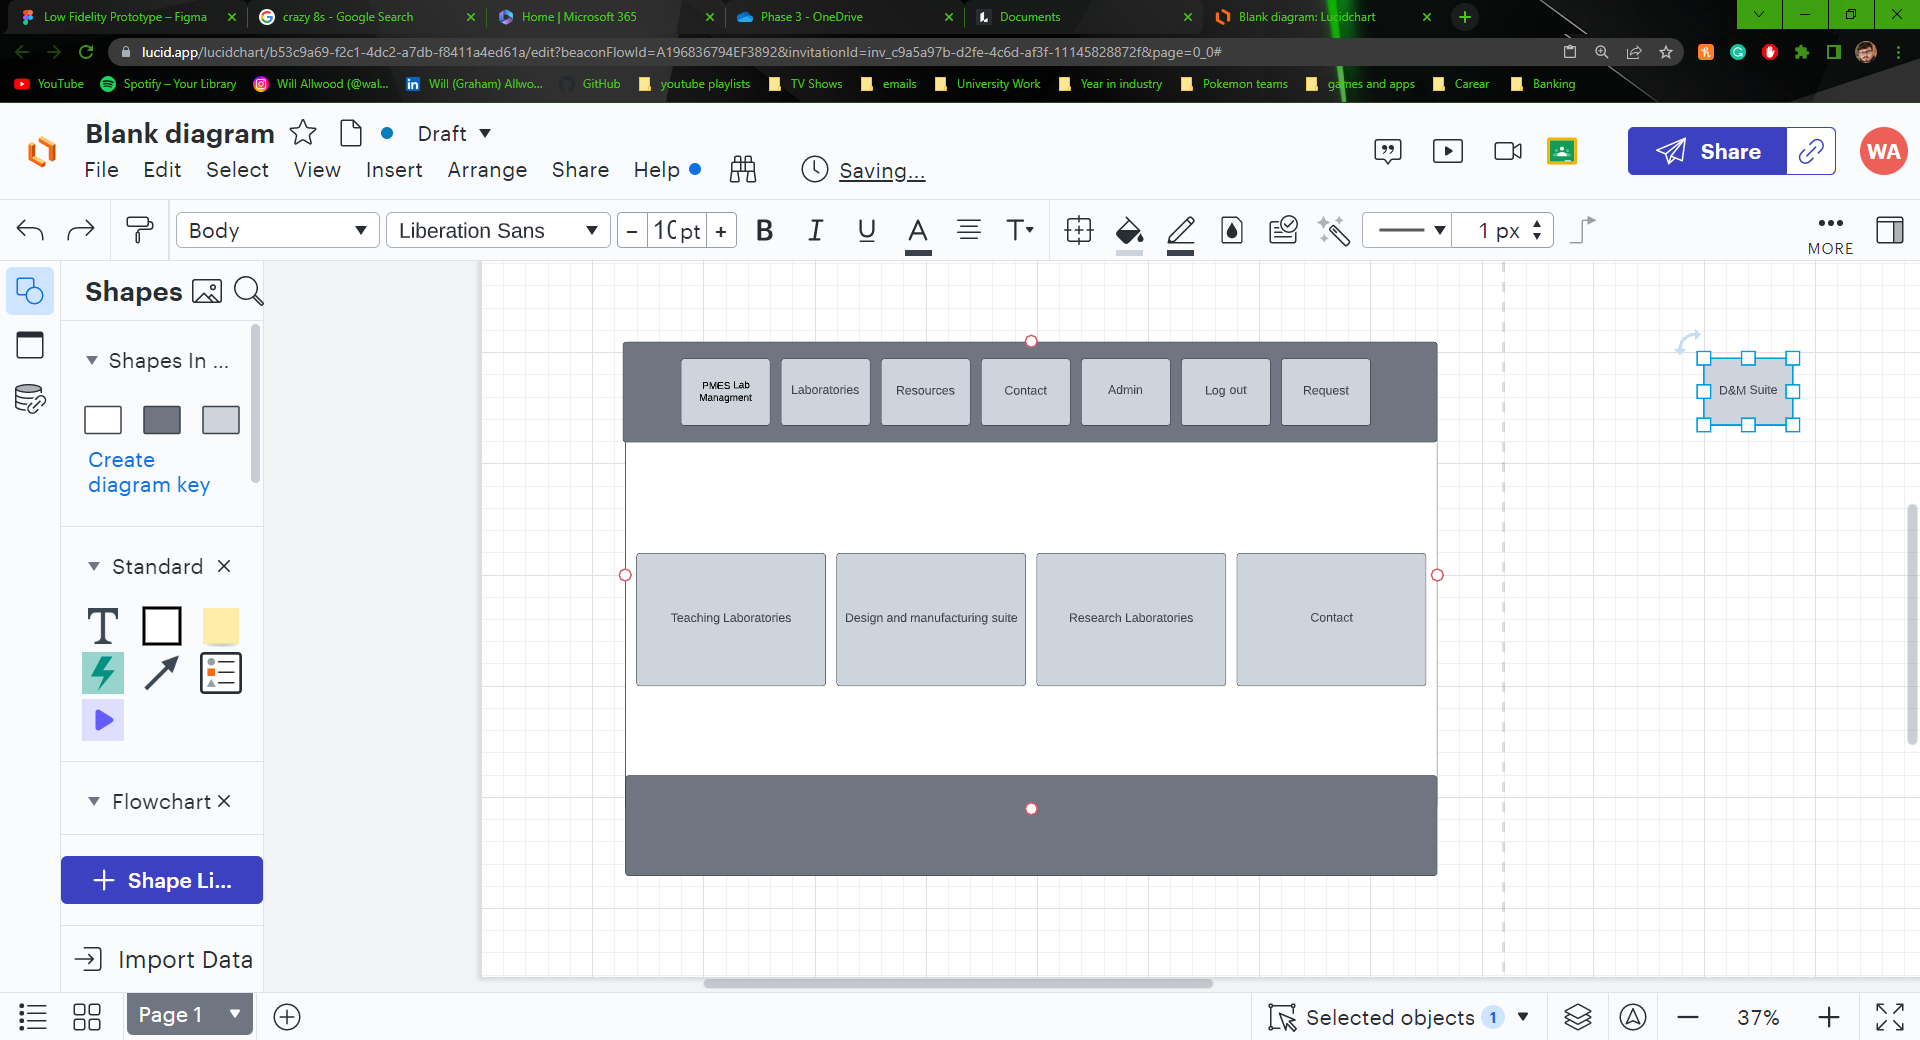 Low Fidelity Prototype – Figma
crazy 8s - Google Search
Home | Microsoft 365
Phase 3 - OneDrive
Documents
Blank diagram: Lucidchart
lucid.app/lucidchart/b53c9a69-f2c1-4dc2-a7db-f8411a4ed61a/edit?beaconFlowId=A196836794EF3892&invitationId=inv_c9a5a97b-d2fe-4c6d-af3f-11145828872f&page=0_0#
YouTube
Spotify – Your Library
Will Allwood (@wal...
Will (Graham) Allwo...
GitHub
youtube playlists
TV Shows
emails
University Work
Year in industry
Pokemon teams
games and apps
Carear
Banking
Blank diagram
Draft
File Edit Select View Insert Arrange Share Help
Saving...
Share
WA
Body
Liberation Sans
10 pt
B I U A T
1 px
MORE
Shapes
Shapes In ...
Create
diagram key
Standard
T
Flowchart
Shape Li...
Import Data
PMES Lab
Managment
Laboratories
Resources
Contact
Admin
Log out
Request
D&M Suite
Teaching Laboratories
Design and manufacturing suite
Research Laboratories
Contact
Page 1
Selected objects 1
37%